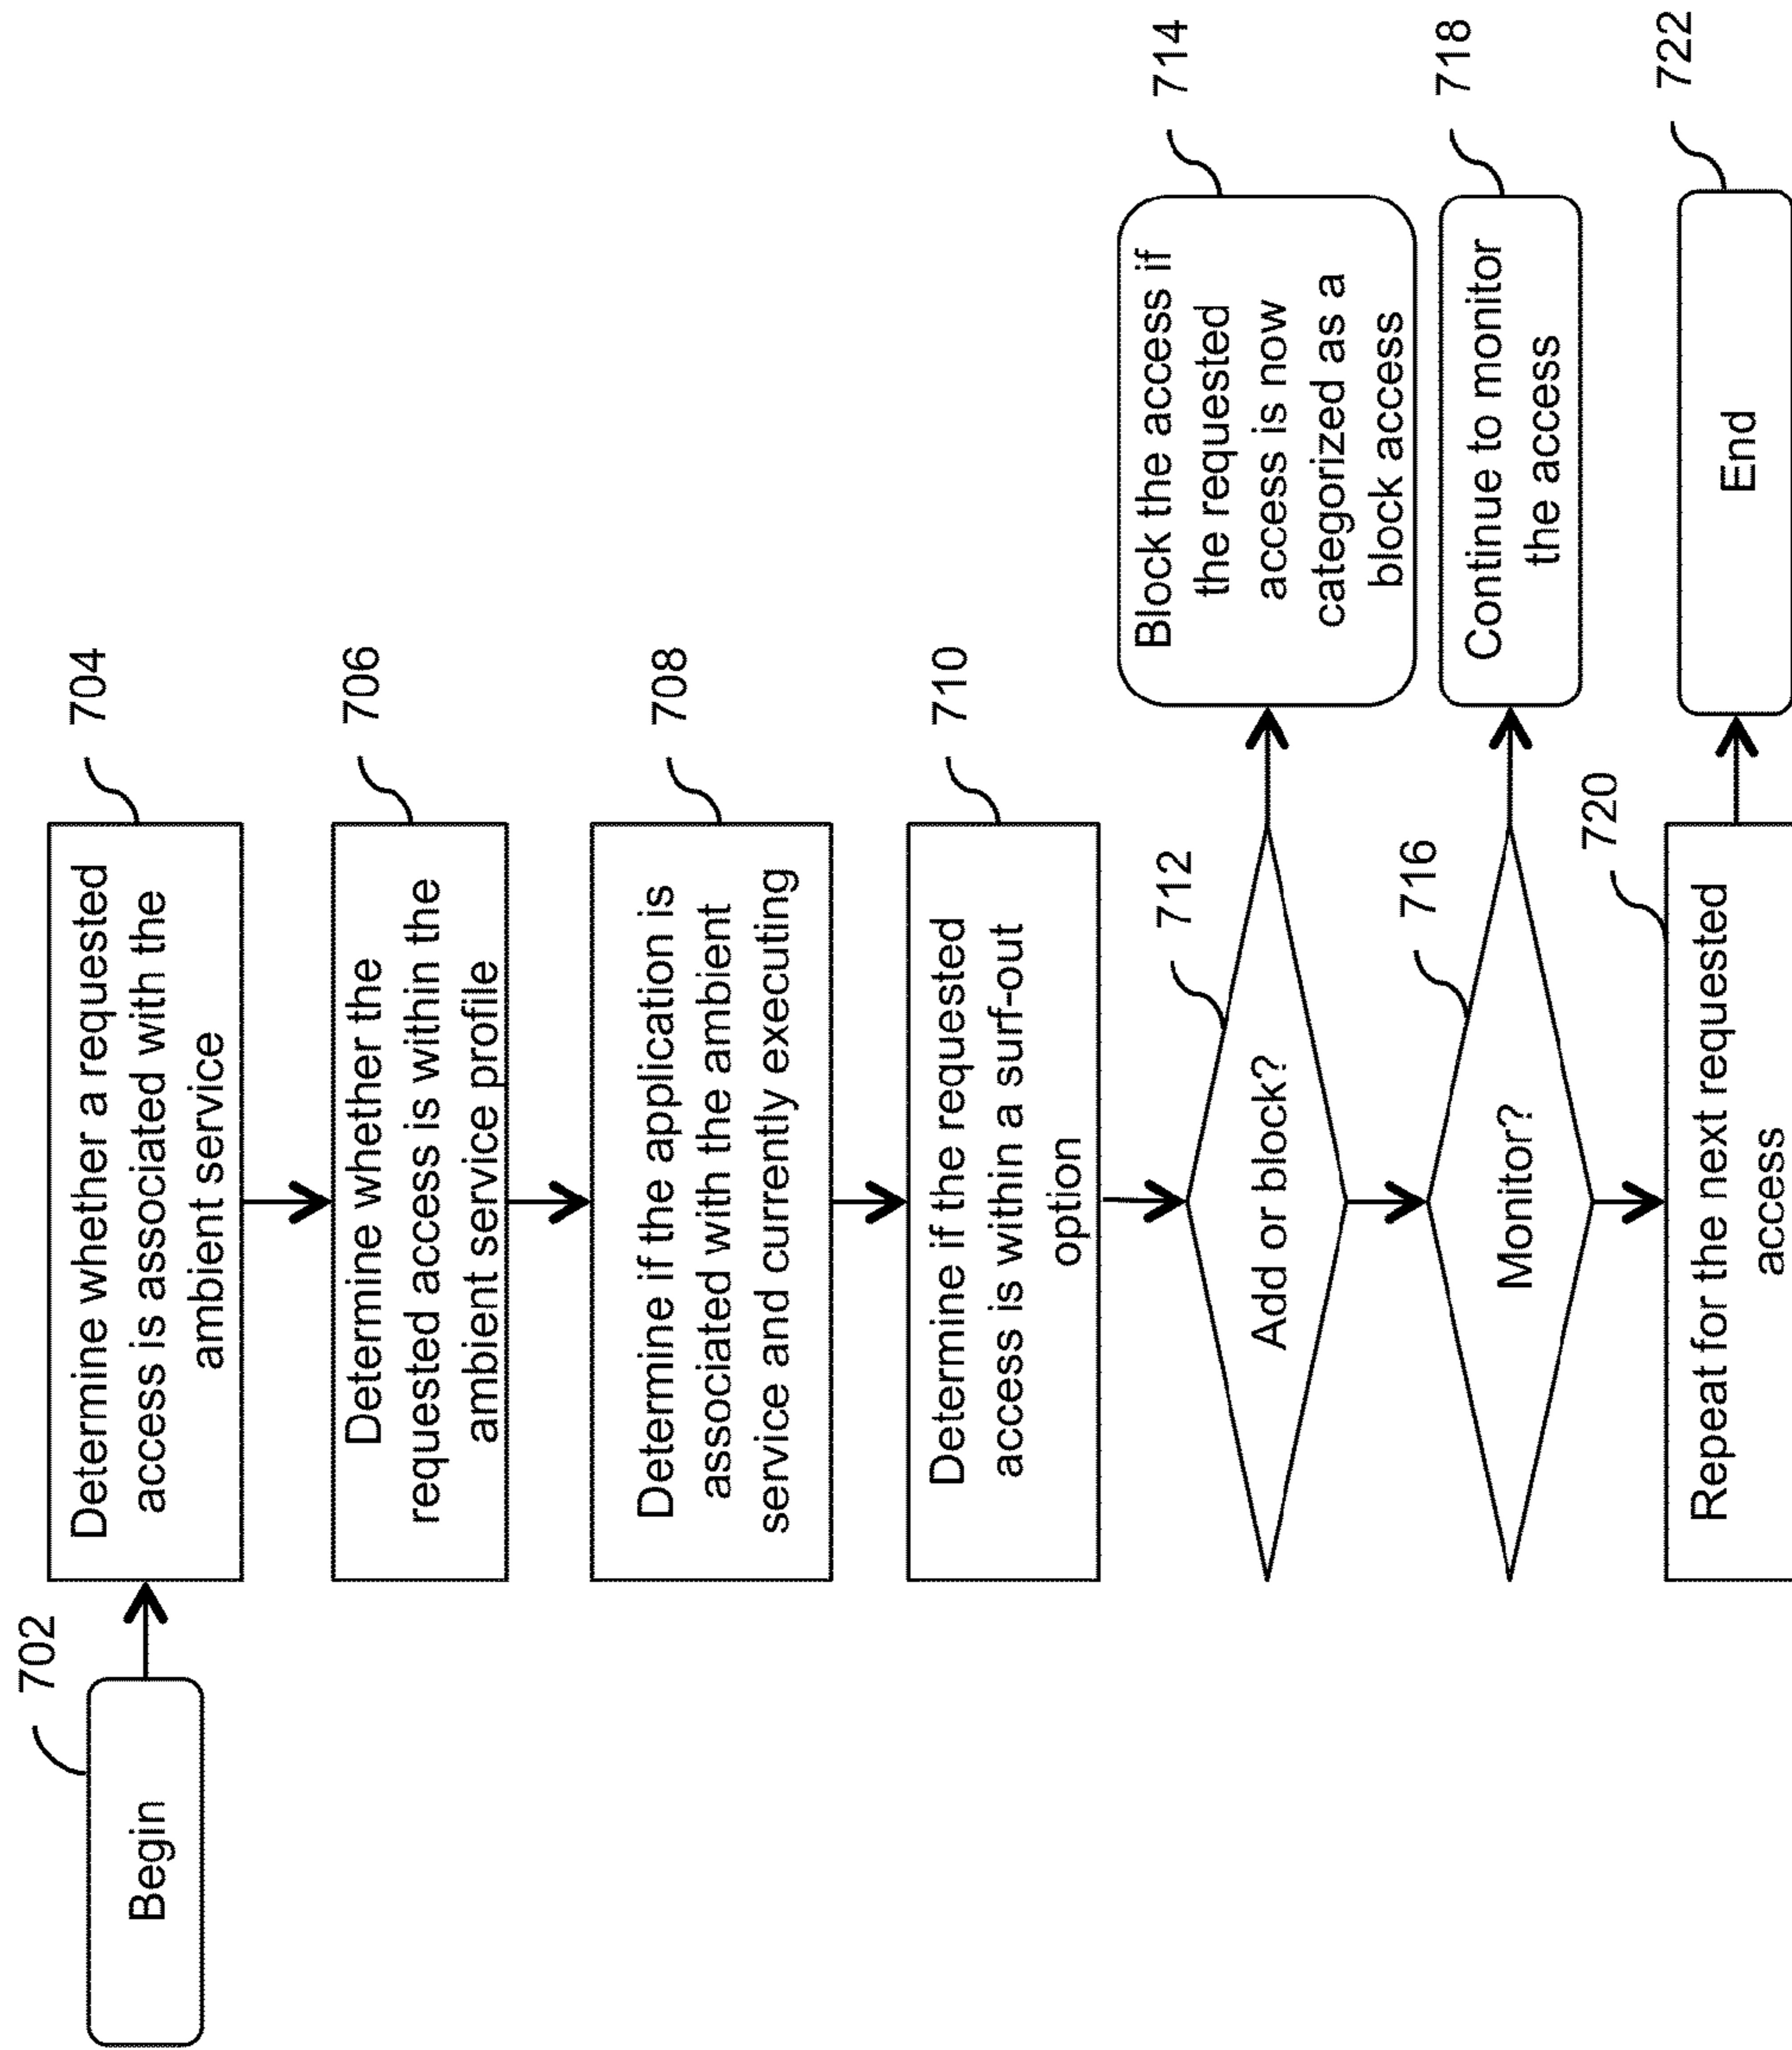 702
Begin
704
Determine whether a requested
access is associated with the
ambient service
706
Determine whether the
requested access is within the
ambient service profile
708
Determine if the application is
associated with the ambient
service and currently executing
710
Determine if the requested
access is within a surf-out
option
712
Add or block?
714
Block the access if
the requested
access is now
categorized as a
block access
716
Monitor?
718
Continue to monitor
the access
720
Repeat for the next requested
access
722
End